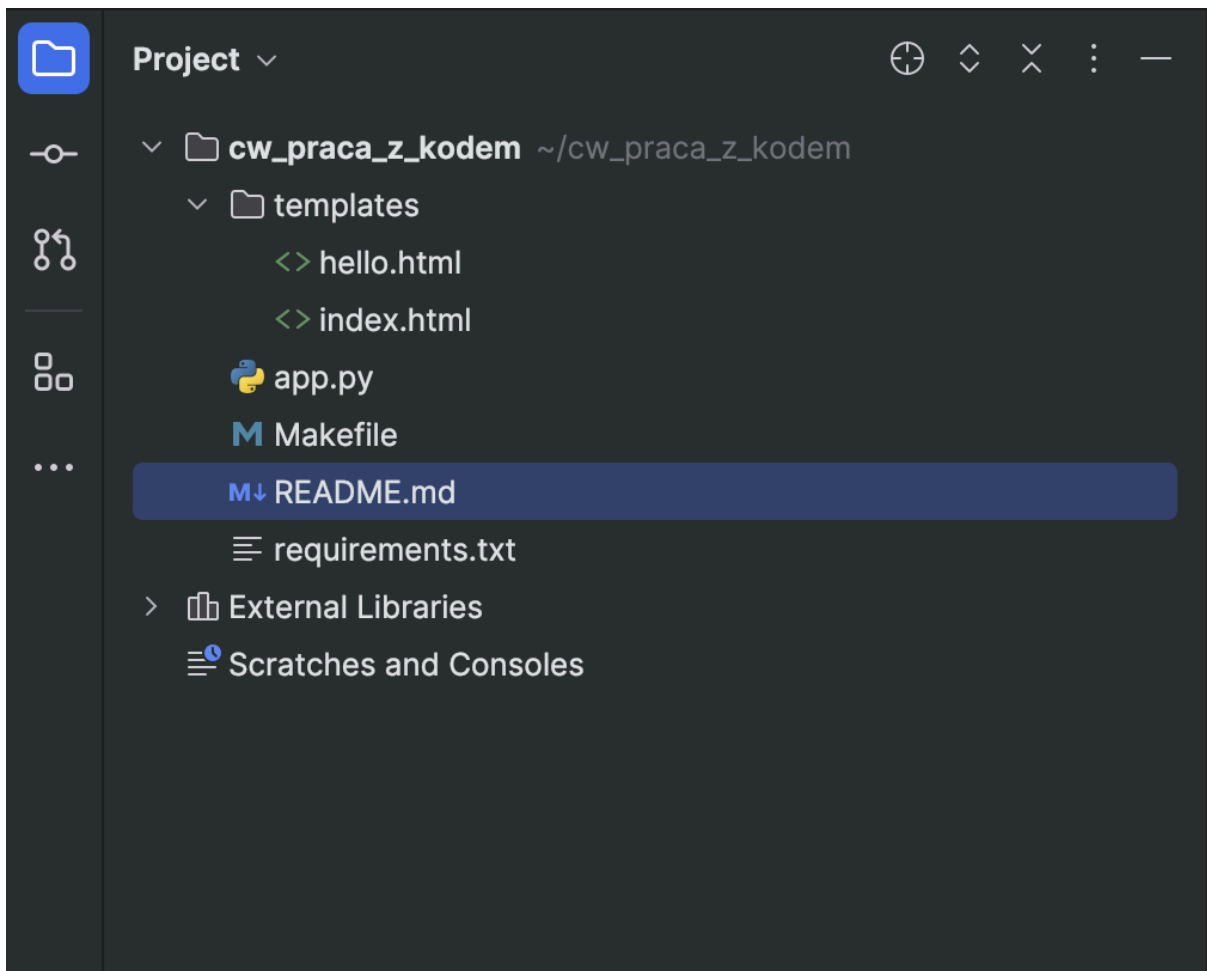 Project
cw_praca_z_kodem ~/cw_praca_z_kodem
templates
<> hello.html
<> index.html
app.py
M Makefile
M↓ README.md
requirements.txt
External Libraries
Scratches and Consoles